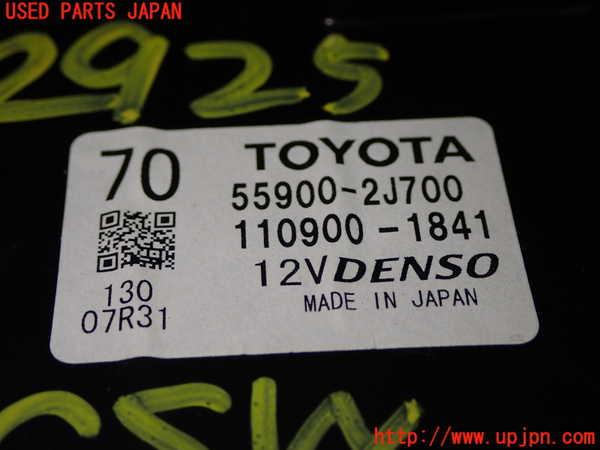 USED PARTS JAPAN
2925
70
TOYOTA
55900-2J700
110900-1841
12V DENSO
MADE IN JAPAN
130
07R31
http://www.upjpn.com/